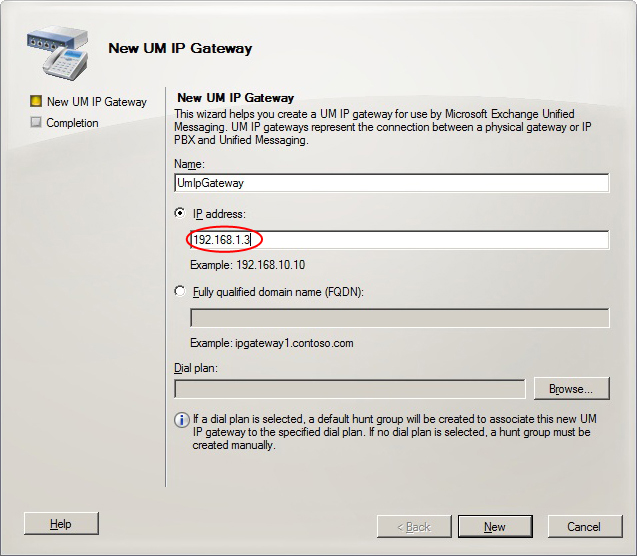 New UM IP Gateway
New UM IP Gateway
Completion
New UM IP Gateway
This wizard helps you create a UM IP gateway for use by Microsoft Exchange Unified
Messaging. UM IP gateways represent the connection between a physical gateway or IP
PBX and Unified Messaging.
Name:
UmIpGateway
IP address:
192.168.1.3
Example: 192.168.10.10
Fully qualified domain name (FQDN):
Example: ipgateway1.contoso.com
Dial plan:
Browse...
If a dial plan is selected, a default hunt group will be created to associate this new UM
IP gateway to the specified dial plan. If no dial plan is selected, a hunt group must be
created manually.
Help
< Back
New
Cancel